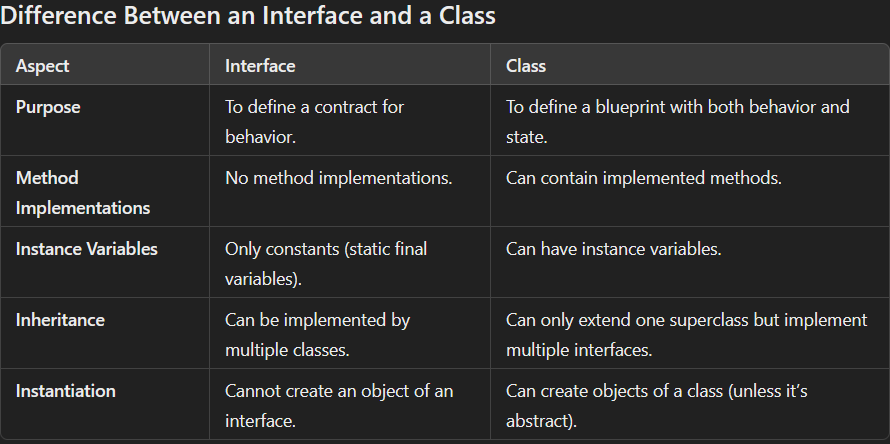 Difference Between an Interface and a Class
Aspect Interface Class
Purpose To define a contract for behavior. To define a blueprint with both behavior and state.
Method Implementations No method implementations. Can contain implemented methods.
Instance Variables Only constants (static final variables). Can have instance variables.
Inheritance Can be implemented by multiple classes. Can only extend one superclass but implement multiple interfaces.
Instantiation Cannot create an object of an interface. Can create objects of a class (unless it’s abstract).